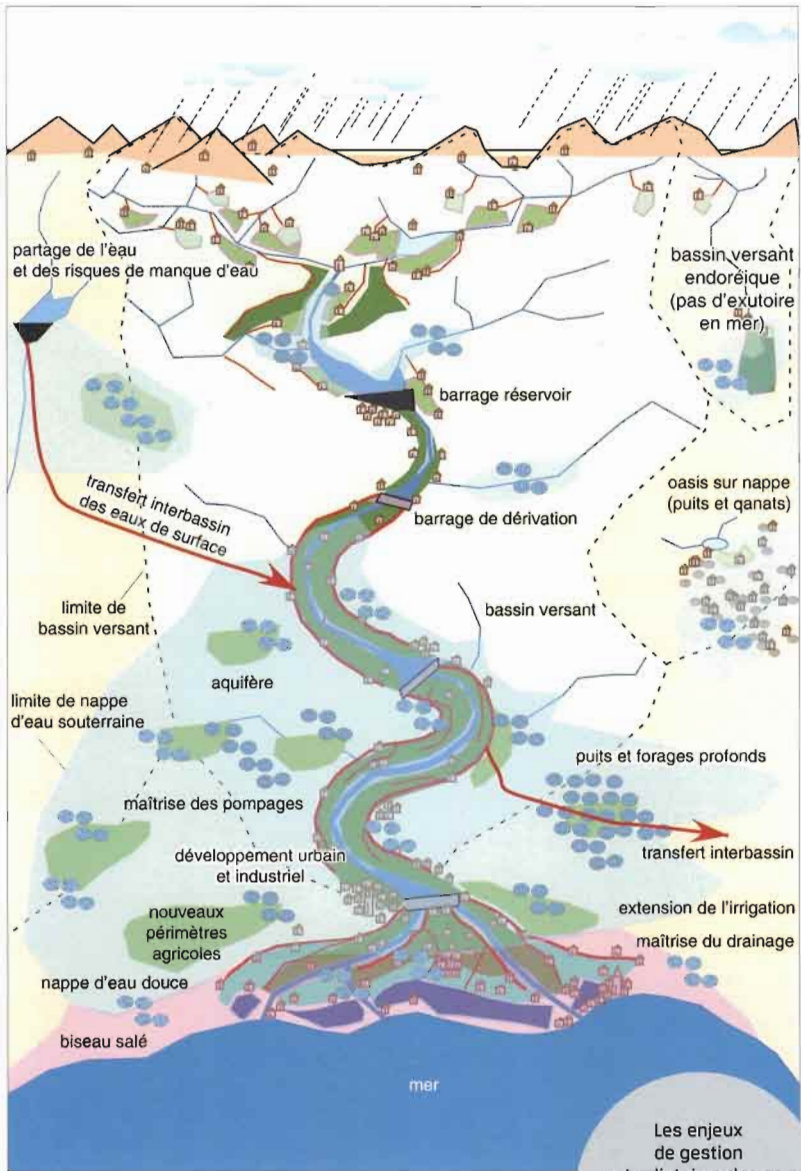 partage de l'eau
et des risques de manque d'eau
bassin versant
endoréique
(pas d'exutoire
en mer)
barrage réservoir
oasis sur nappe
(puits et qanats)
transfert interbassin
des eaux de surface
barrage de dérivation
limite de
bassin versant
bassin versant
aquifère
limite de nappe
d'eau souterraine
puits et forages profonds
maîtrise des pompages
transfert interbassin
développement urbain
et industriel
extension de l'irrigation
nouveaux
périmètres
agricoles
maîtrise du drainage
nappe d'eau douce
biseau salé
mer
Les enjeux
de gestion